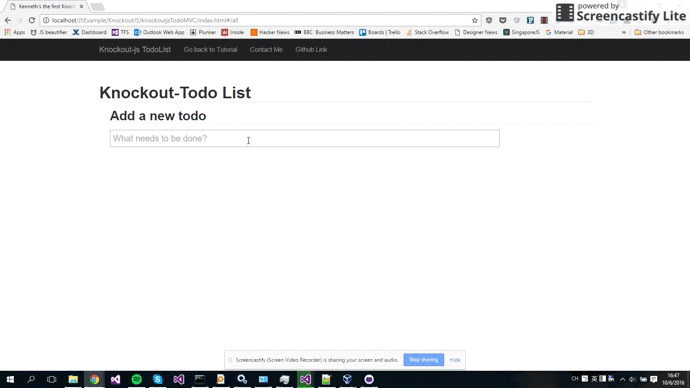 Kenneth's the first Knock
powered by
Screencastify Lite
localhost/JSExample/KnockoutJS/knockoutjsTodoMVC/index.html#/all
Apps JS beautifier Dashboard TFS Outlook Web App Plunker Inside Hacker News BBC Business Matters Boards | Trello Stack Overflow Designer News SingaporeJS Material 3D » Other bookmarks
Knockout-js TodoList Go back to Tutorial Contact Me Github Link
Knockout-Todo List
Add a new todo
What needs to be done?
Screencastify (Screen Video Recorder) is sharing your screen and audio. Stop sharing Hide
CH 16:47
10/6/2016